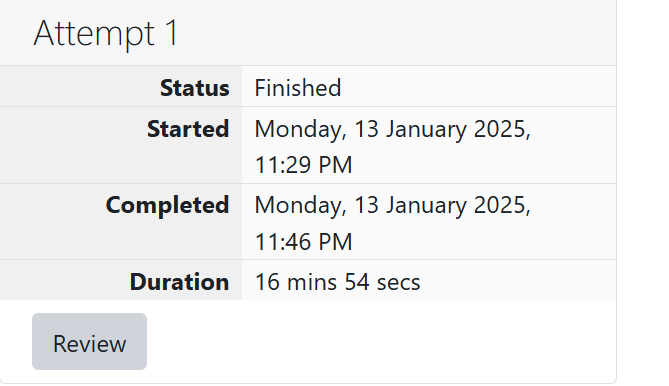 Attempt 1
Status Finished
Started Monday, 13 January 2025,
11:29 PM
Completed Monday, 13 January 2025,
11:46 PM
Duration 16 mins 54 secs
Review